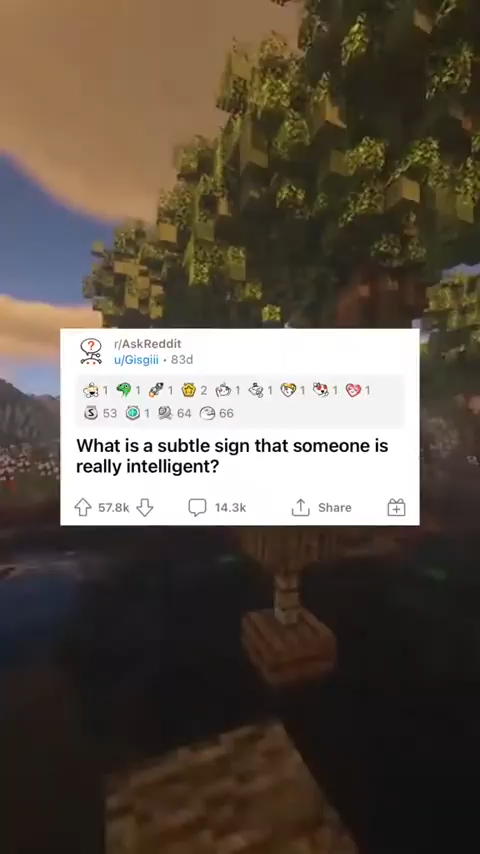 r/AskReddit
u/Gisgiii • 83d
1 1 1 2 1 1 1 1 1
53 1 64 66
What is a subtle sign that someone is
really intelligent?
57.8k 14.3k Share